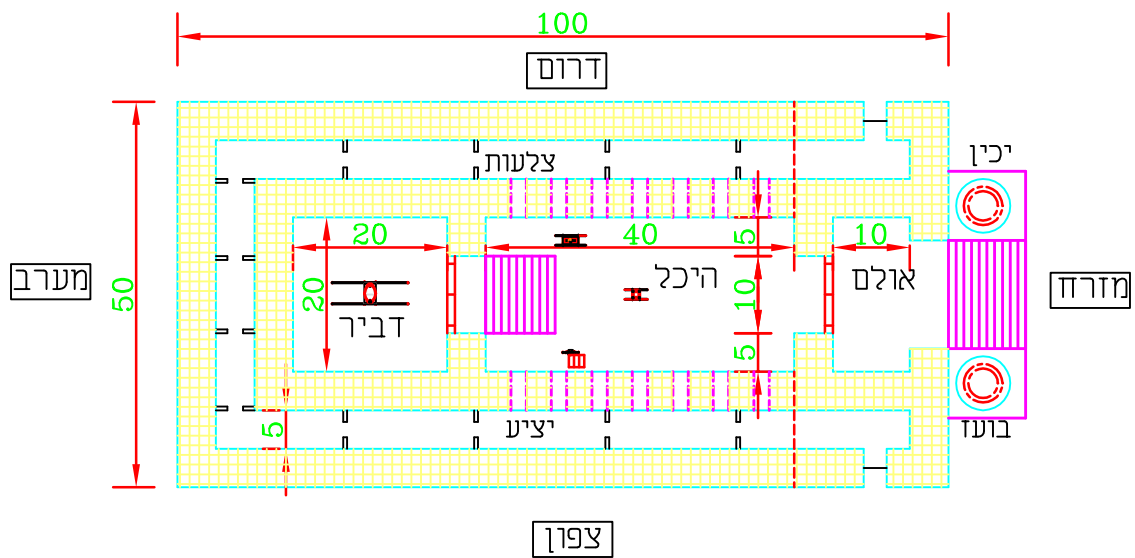 100
דרום
יכין
צלעות
20
40
5
10
מערב
50
20
היכל
אולם
מזרח
10
דביר
5
5
יציע
בועז
צפון